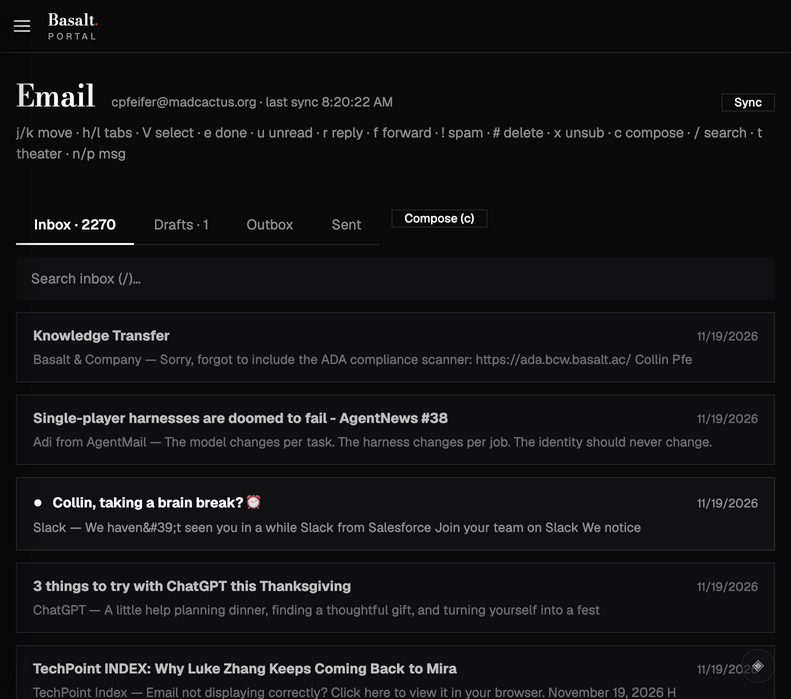 Basalt.
PORTAL
Email cpfeifer@madcactus.org · last sync 8:20:22 AM Sync
j/k move · h/l tabs · V select · e done · u unread · r reply · f forward · ! spam · # delete · x unsub · c compose · / search · t
theater · n/p msg
Inbox · 2270 Drafts · 1 Outbox Sent Compose (c)
Search inbox (/)...
Knowledge Transfer 11/19/2026
Basalt & Company — Sorry, forgot to include the ADA compliance scanner: https://ada.bcw.basalt.ac/ Collin Pfe
Single-player harnesses are doomed to fail - AgentNews #38 11/19/2026
Adi from AgentMail — The model changes per task. The harness changes per job. The identity should never change.
Collin, taking a brain break? ⏰ 11/19/2026
Slack — We haven&#39;t seen you in a while Slack from Salesforce Join your team on Slack We notice
3 things to try with ChatGPT this Thanksgiving 11/19/2026
ChatGPT — A little help planning dinner, finding a thoughtful gift, and turning yourself into a fest
TechPoint INDEX: Why Luke Zhang Keeps Coming Back to Mira 11/19/2026
TechPoint INDEX — Email not displaying correctly? Click here to view it in your browser. November 19, 2026 H